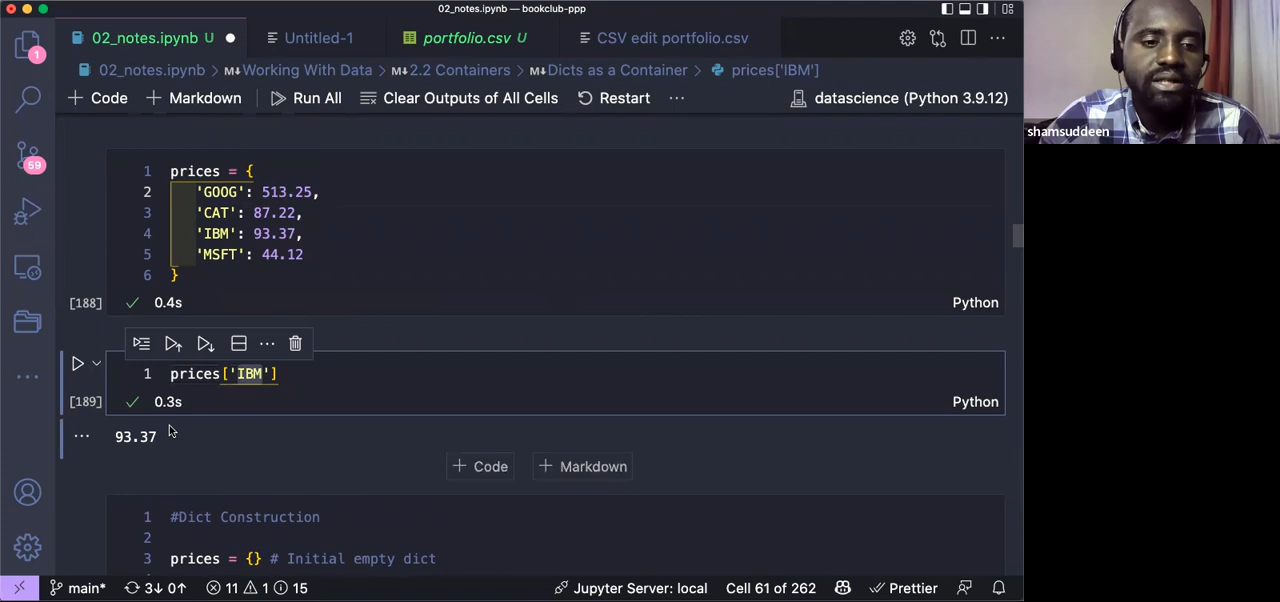 02_notes.ipynb — bookclub-ppp
02_notes.ipynb U
Untitled-1
portfolio.csv U
CSV edit portfolio.csv
02_notes.ipynb > M↓Working With Data > M↓2.2 Containers > M↓Dicts as a Container > prices['IBM']
+ Code + Markdown Run All Clear Outputs of All Cells Restart ... datascience (Python 3.9.12)
1
59
shamsuddeen
1 prices = {
2 'GOOG': 513.25,
3 'CAT': 87.22,
4 'IBM': 93.37,
5 'MSFT': 44.12
6 }
[188] 0.4s Python
1 prices['IBM']
[189] 0.3s Python
... 93.37
+ Code + Markdown
1 #Dict Construction
2
3 prices = {} # Initial empty dict
main* 3↓ 0↑ 11 1 15 Jupyter Server: local Cell 61 of 262 Prettier